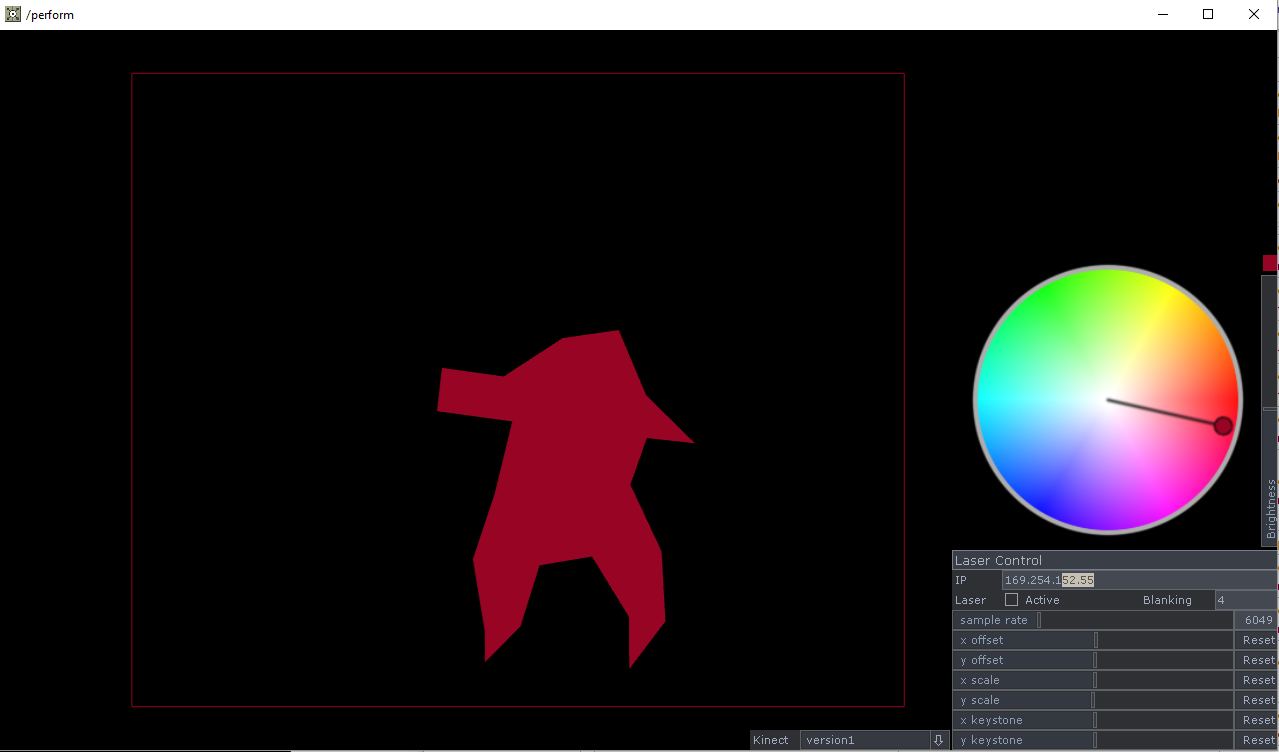 /perform
Brightness
Laser Control
IP 169.254.152.55
Laser Active Blanking 4
sample rate 6049
x offset Reset
y offset Reset
x scale Reset
y scale Reset
x keystone Reset
Kinect version1 y keystone Reset